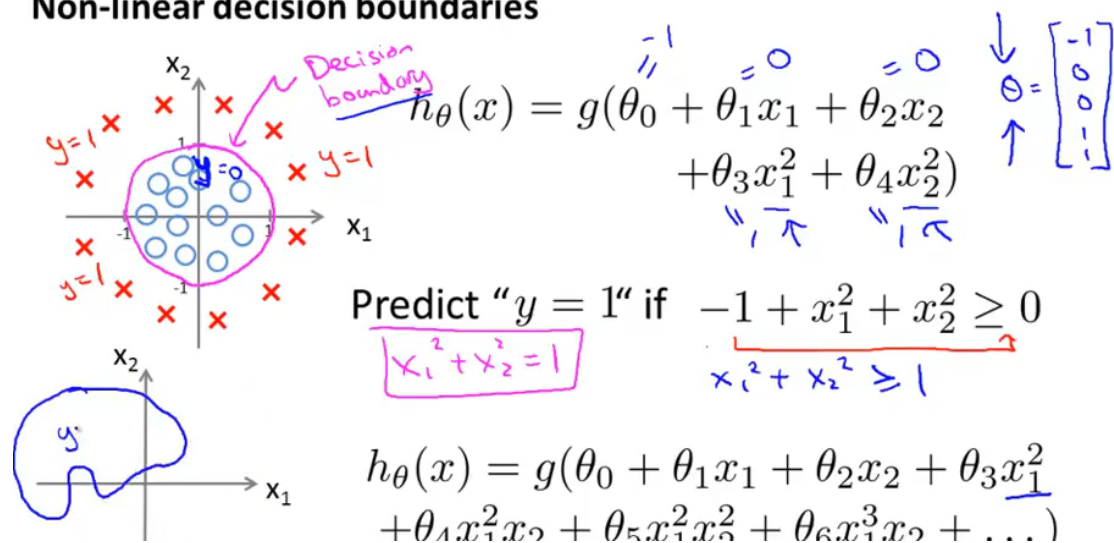 Non-linear decision boundaries
x₂
Decision
boundary
-1
"
= 0
= 0
h_θ(x) = g(θ₀ + θ₁x₁ + θ₂x₂
+θ₃x₁² + θ₄x₂²)
" 1
" 1
↓
θ =
↑
[-1
0
0
1
1]
y=1
y=0
y=1
y=1
1
-1
1
-1
x₁
Predict “y = 1“ if −1 + x₁² + x₂² ≥ 0
x₁² + x₂² = 1
x₁² + x₂² ≥ 1
x₂
y
x₁
h_θ(x) = g(θ₀ + θ₁x₁ + θ₂x₂ + θ₃x₁²
+θ₄x₁²x₂ + θ₅x₁²x₂² + θ₆x₁³x₂ + . . . )